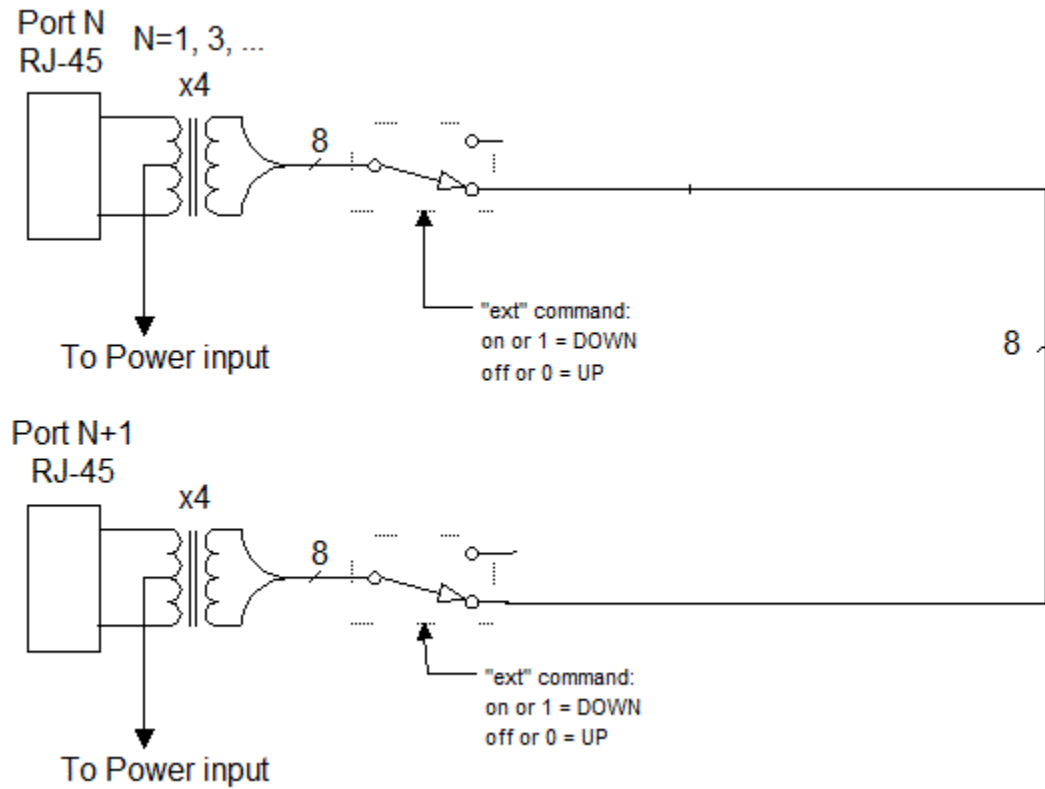 Port N
RJ-45
N=1, 3, ...
x4
8
"ext" command:
on or 1 = DOWN
off or 0 = UP
To Power input
8
Port N+1
RJ-45
x4
8
"ext" command:
on or 1 = DOWN
off or 0 = UP
To Power input